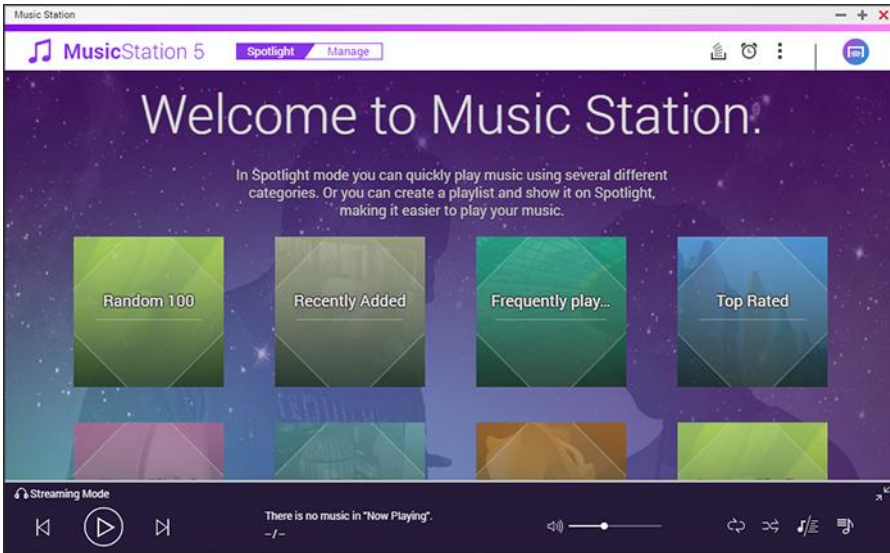 Music Station
MusicStation 5
Spotlight
Manage
Welcome to Music Station.
In Spotlight mode you can quickly play music using several different
categories. Or you can create a playlist and show it on Spotlight,
making it easier to play your music.
Random 100
Recently Added
Frequently play...
Top Rated
Streaming Mode
There is no music in "Now Playing".
–/–